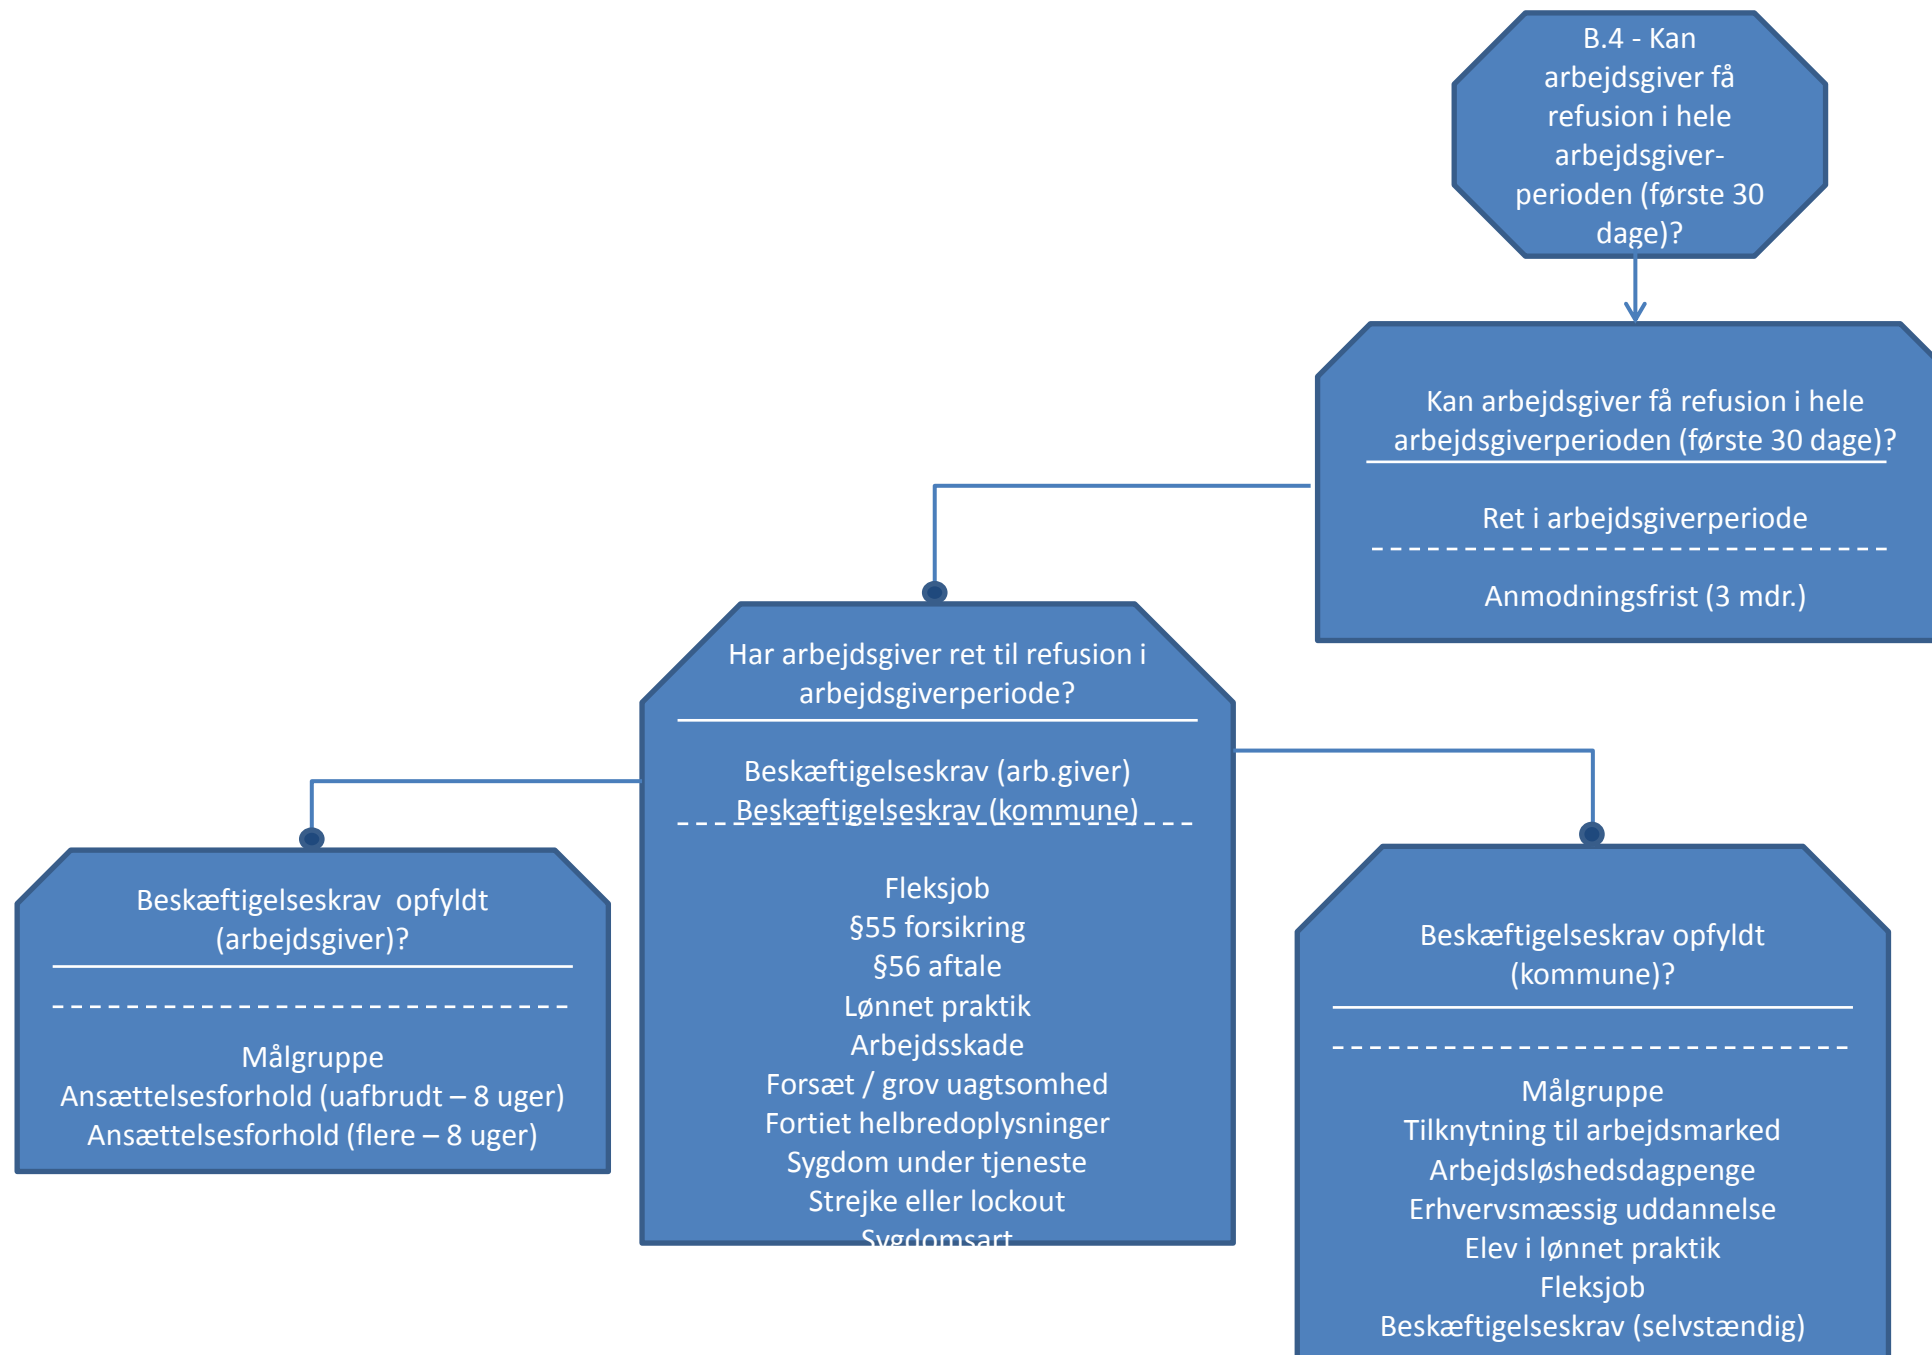 B.4 - Kan
arbejdsgiver få
refusion i hele
arbejdsgiver-
perioden (første 30
dage)?
Kan arbejdsgiver få refusion i hele
arbejdsgiverperioden (første 30 dage)?
Ret i arbejdsgiverperiode
Anmodningsfrist (3 mdr.)
Har arbejdsgiver ret til refusion i
arbejdsgiverperiode?
Beskæftigelseskrav (arb.giver)
Beskæftigelseskrav (kommune)
Fleksjob
§55 forsikring
§56 aftale
Lønnet praktik
Arbejdsskade
Forsæt / grov uagtsomhed
Fortiet helbredoplysninger
Sygdom under tjeneste
Strejke eller lockout
Sygdomsart
Beskæftigelseskrav opfyldt
(arbejdsgiver)?
Målgruppe
Ansættelsesforhold (uafbrudt – 8 uger)
Ansættelsesforhold (flere – 8 uger)
Beskæftigelseskrav opfyldt
(kommune)?
Målgruppe
Tilknytning til arbejdsmarked
Arbejdsløshedsdagpenge
Erhvervsmæssig uddannelse
Elev i lønnet praktik
Fleksjob
Beskæftigelseskrav (selvstændig)